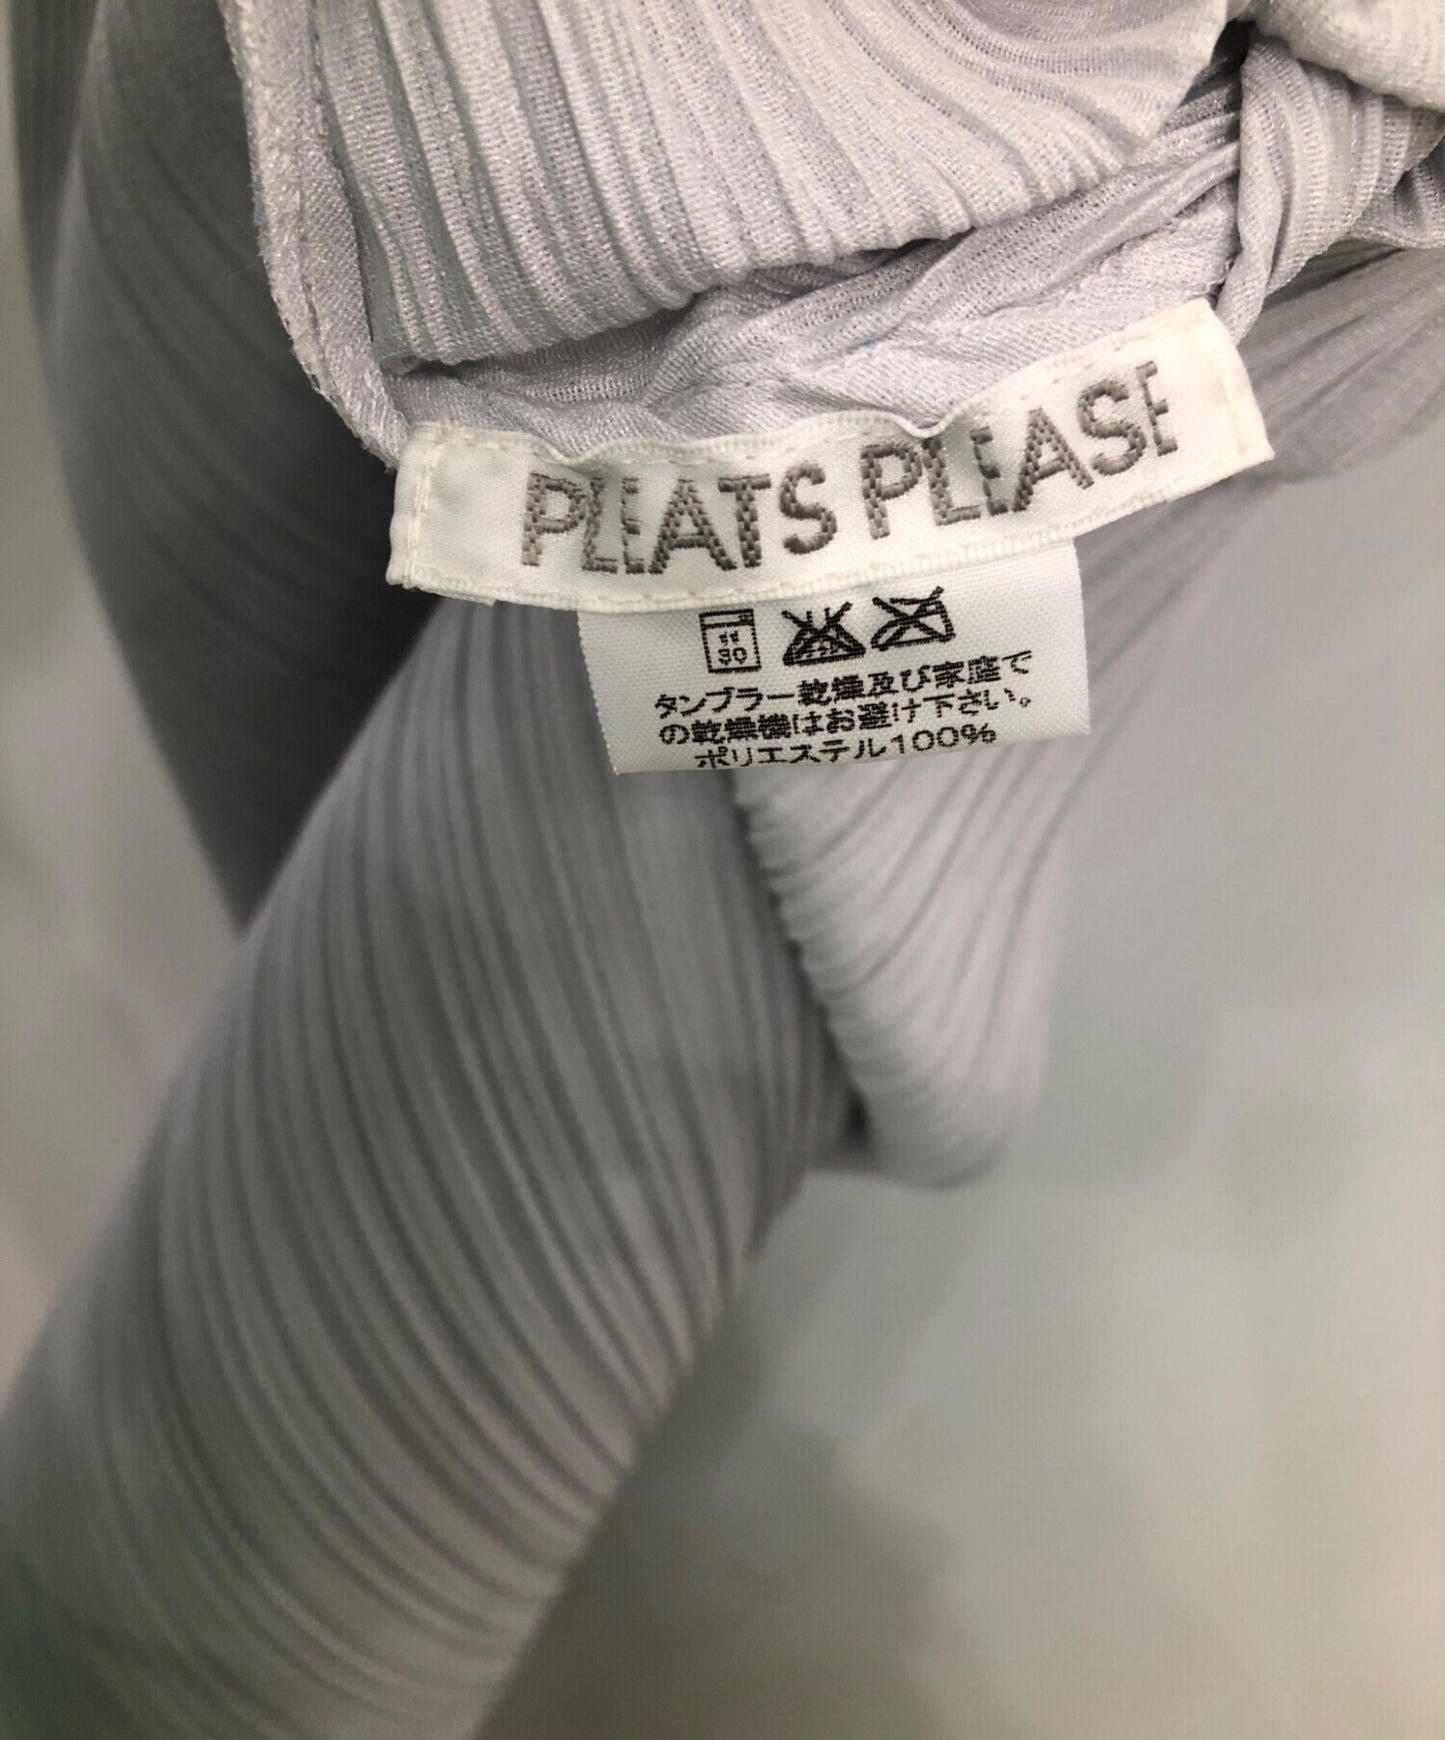 PLEATS PLEASE
弱
30
タンブラー乾燥及び家庭で
の乾燥機はお避け下さい。
ポリエステル100%